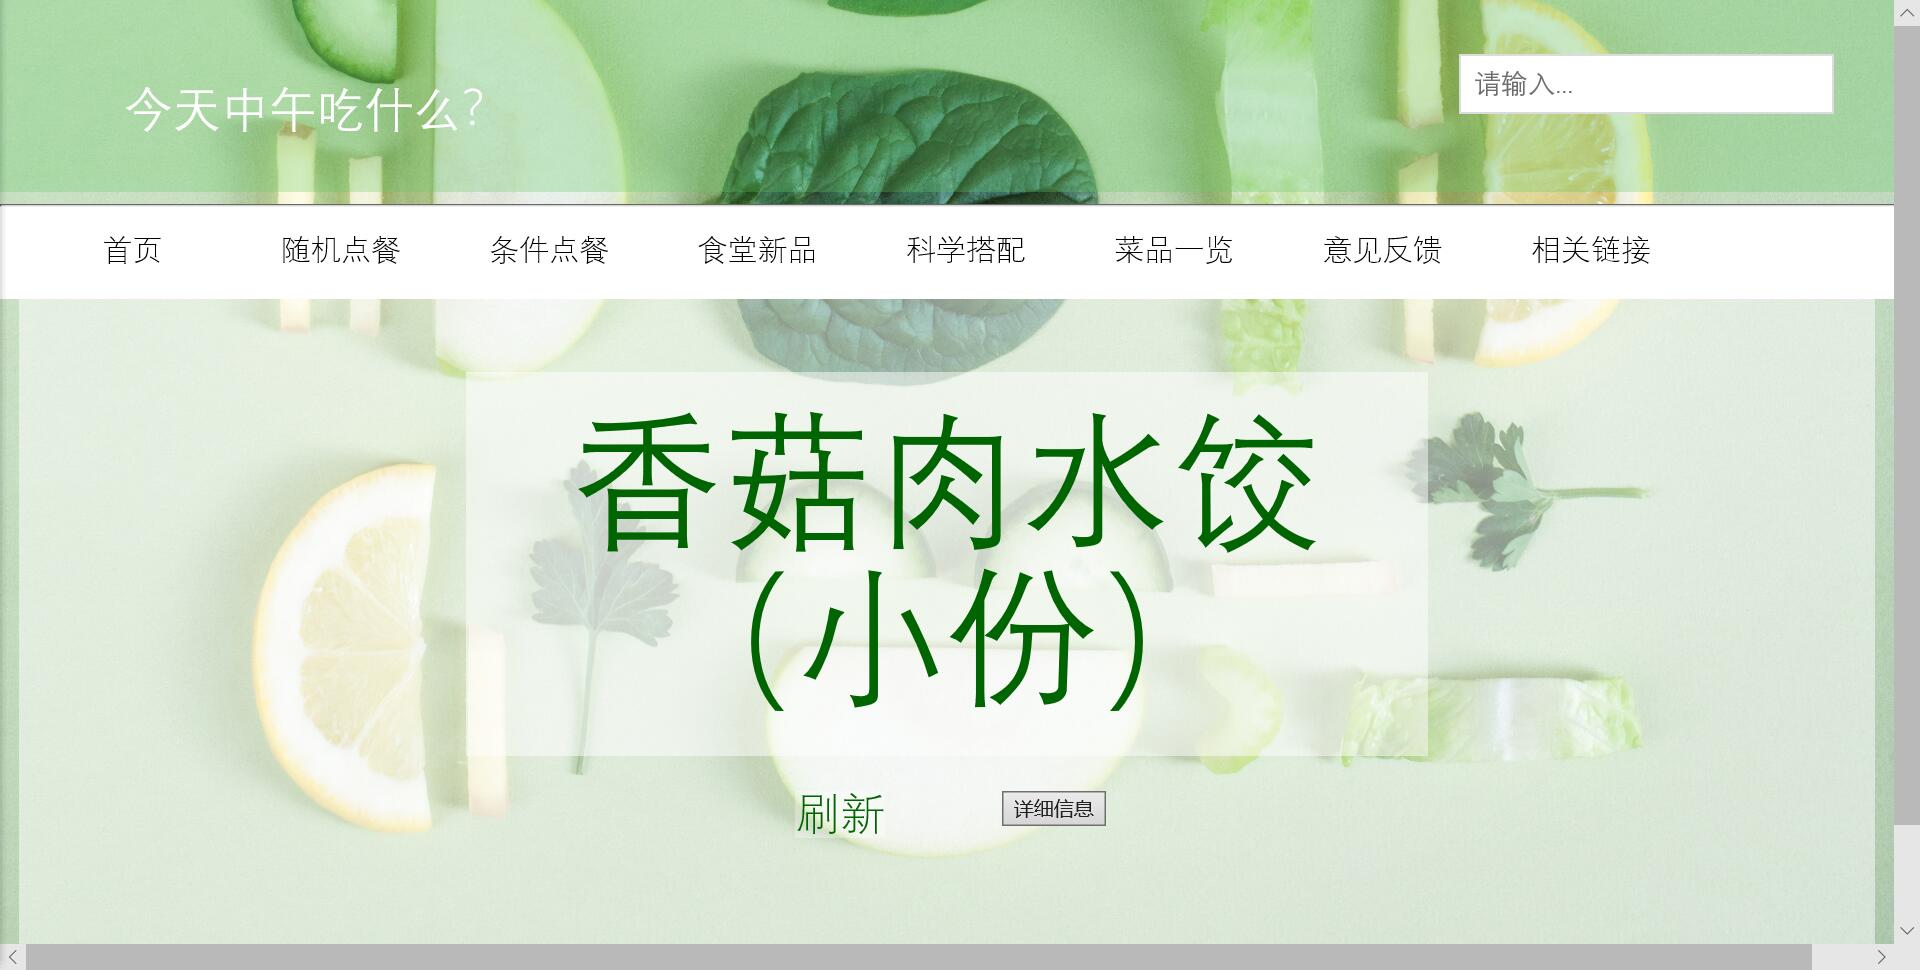 今天中午吃什么?
请输入...
首页 随机点餐 条件点餐 食堂新品 科学搭配 菜品一览 意见反馈 相关链接
香菇肉水饺
(小份)
刷新 详细信息